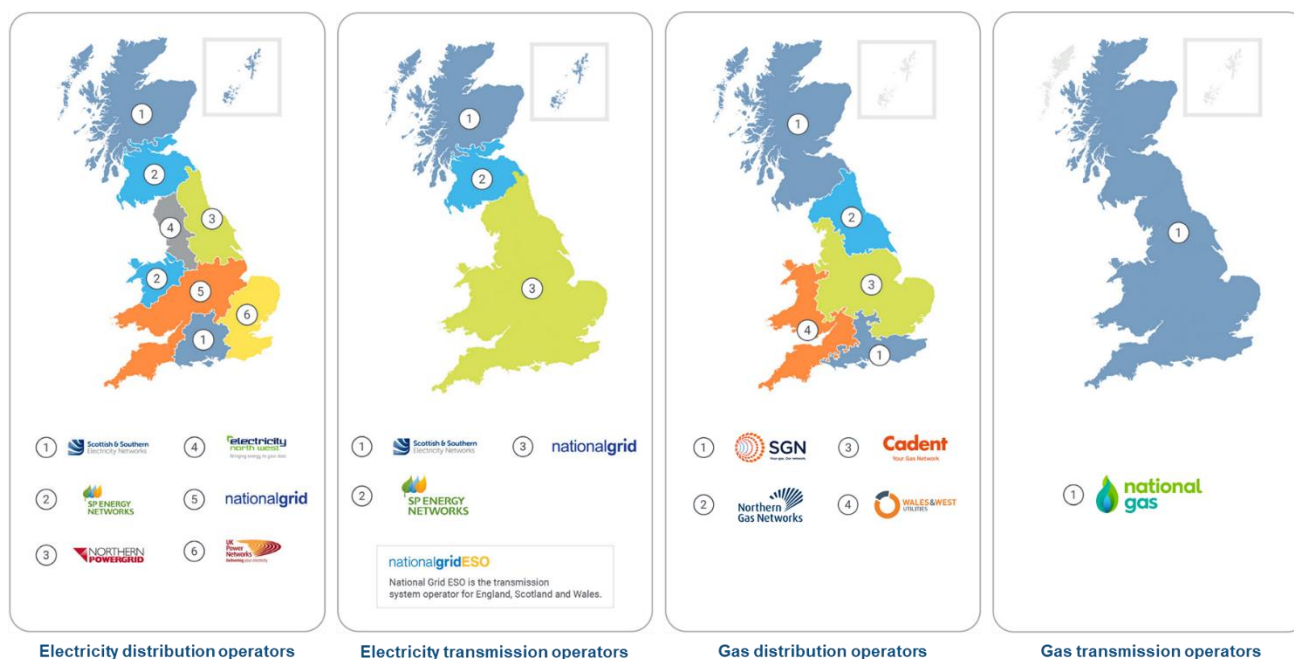 1
2
3
4
2
5
6
1
1 Scottish & Southern
Electricity Networks
4 electricity
north west
Bringing energy to your door
2 SP ENERGY
NETWORKS
5 nationalgrid
3 NORTHERN
POWERGRID
6 UK
Power
Networks
Delivering your electricity
Electricity distribution operators
1
2
3
1 Scottish & Southern
Electricity Networks
3 nationalgrid
2 SP ENERGY
NETWORKS
nationalgridESO
National Grid ESO is the transmission
system operator for England, Scotland and Wales.
Electricity transmission operators
1
2
3
4
1
1 SGN
Your gas. Our network.
3 Cadent
Your Gas Network
2 Northern
Gas Networks
4 WALES&WEST
UTILITIES
Gas distribution operators
1
1 national
gas
Gas transmission operators